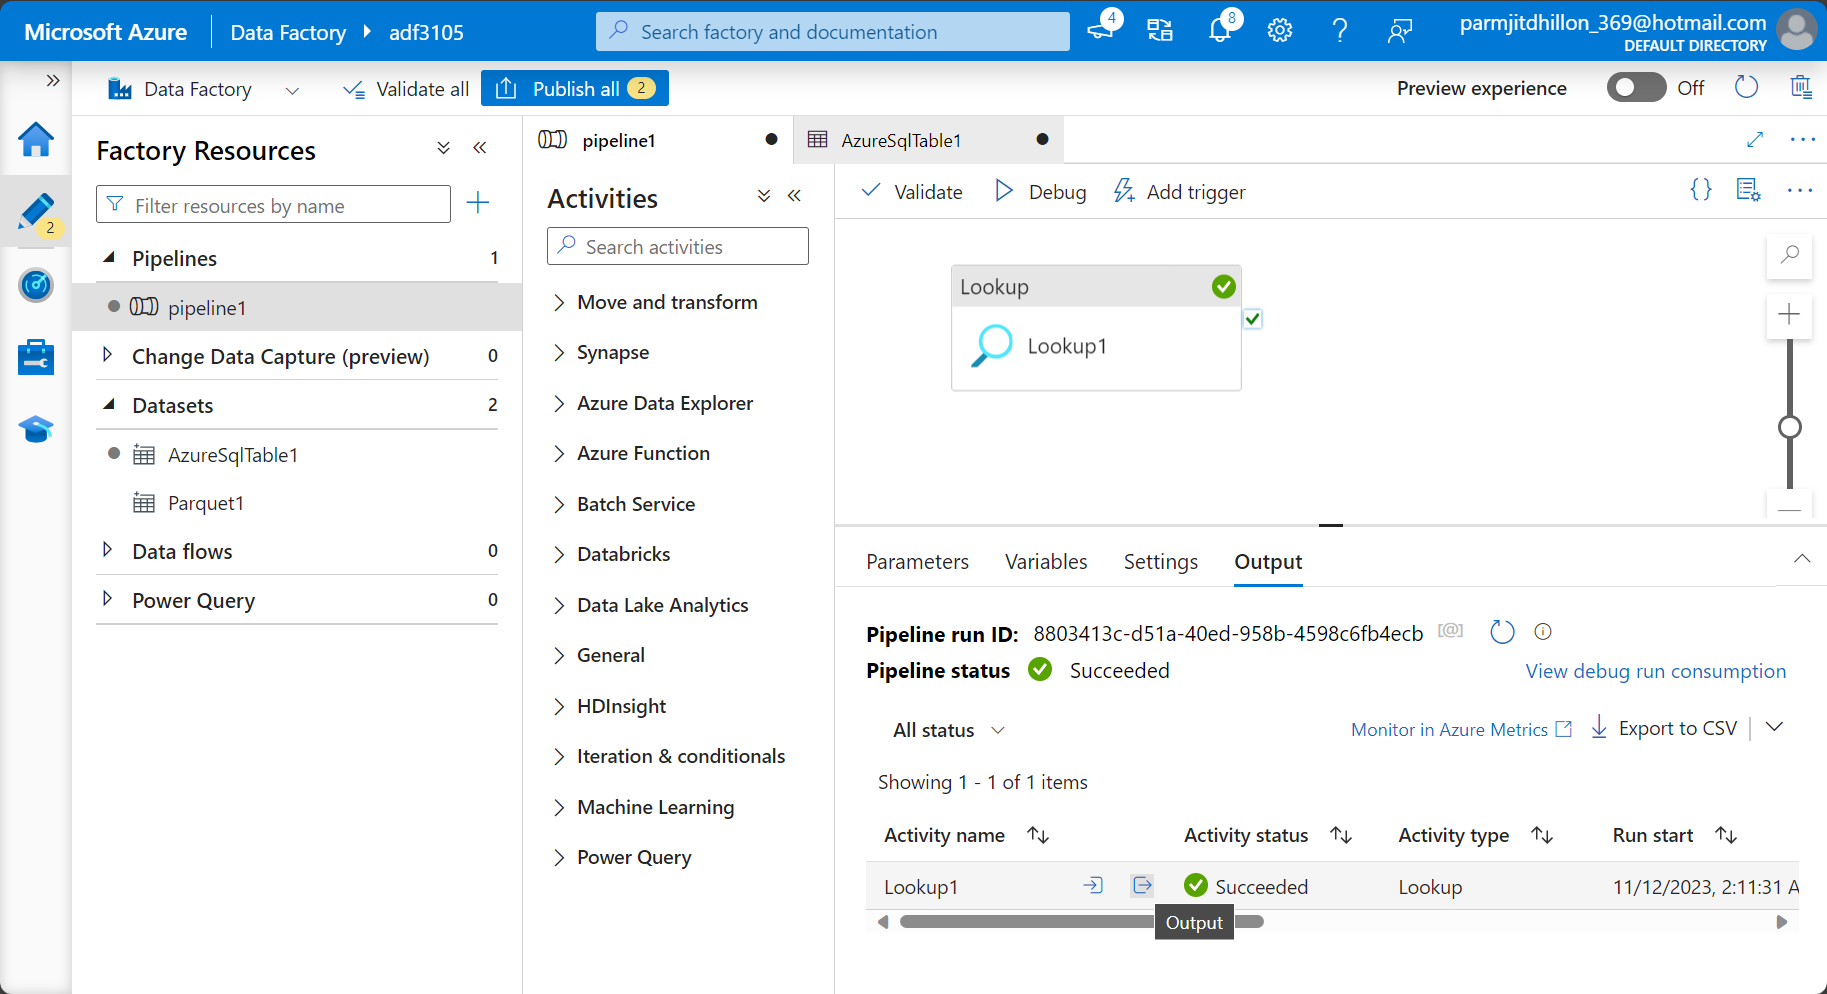 Microsoft Azure
Data Factory
adf3105
Search factory and documentation
4
8
parmjitdhillon_369@hotmail.com
DEFAULT DIRECTORY
Data Factory
Validate all
Publish all 2
Preview experience
Off
2
Factory Resources
Filter resources by name
Pipelines 1
pipeline1
Change Data Capture (preview) 0
Datasets 2
AzureSqlTable1
Parquet1
Data flows 0
Power Query 0
pipeline1
AzureSqlTable1
Activities
Search activities
Move and transform
Synapse
Azure Data Explorer
Azure Function
Batch Service
Databricks
Data Lake Analytics
General
HDInsight
Iteration & conditionals
Machine Learning
Power Query
Validate
Debug
Add trigger
Lookup
Lookup1
Parameters
Variables
Settings
Output
Pipeline run ID: 8803413c-d51a-40ed-958b-4598c6fb4ecb [@]
Pipeline status Succeeded
View debug run consumption
All status
Monitor in Azure Metrics
Export to CSV
Showing 1 - 1 of 1 items
Activity name Activity status Activity type Run start
Lookup1 Succeeded Lookup 11/12/2023, 2:11:31 A
Output